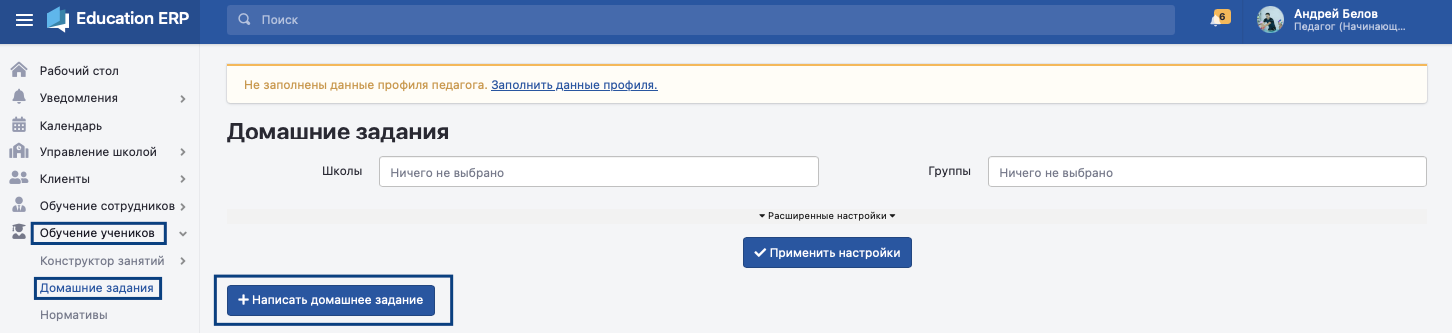 Education ERP
Поиск
6
Андрей Белов
Педагог (Начинающ...
Рабочий стол
Уведомления
Календарь
Управление школой
Клиенты
Обучение сотрудников
Обучение учеников
Конструктор занятий
Домашние задания
Нормативы
Не заполнены данные профиля педагога. Заполнить данные профиля.
Домашние задания
Школы
Ничего не выбрано
Группы
Ничего не выбрано
Расширенные настройки
Применить настройки
Написать домашнее задание